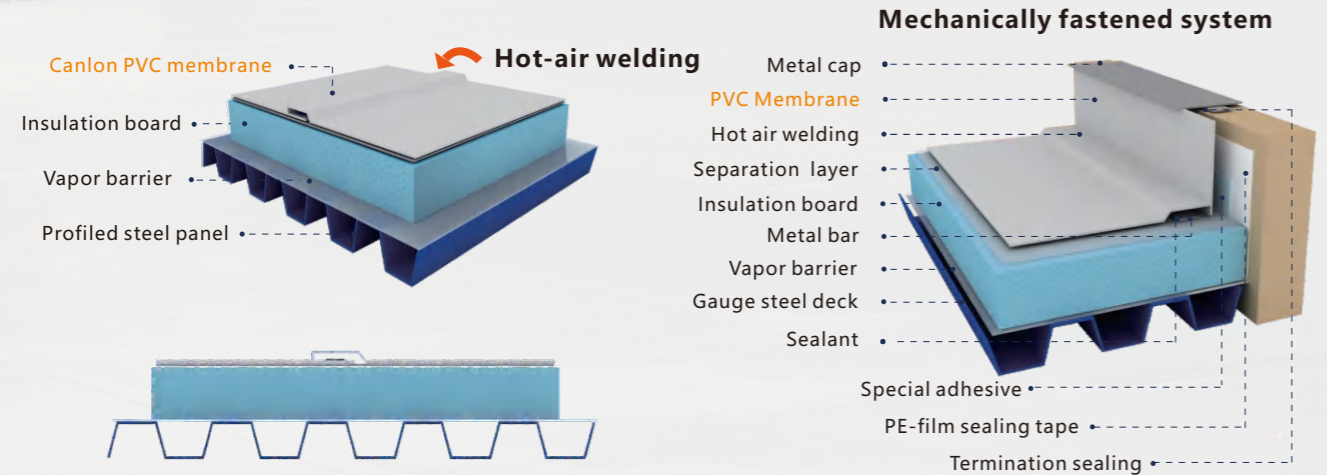 Hot-air welding
Canlon PVC membrane
Insulation board
Vapor barrier
Profiled steel panel
Mechanically fastened system
Metal cap
PVC Membrane
Hot air welding
Separation layer
Insulation board
Metal bar
Vapor barrier
Gauge steel deck
Sealant
Special adhesive
PE-film sealing tape
Termination sealing